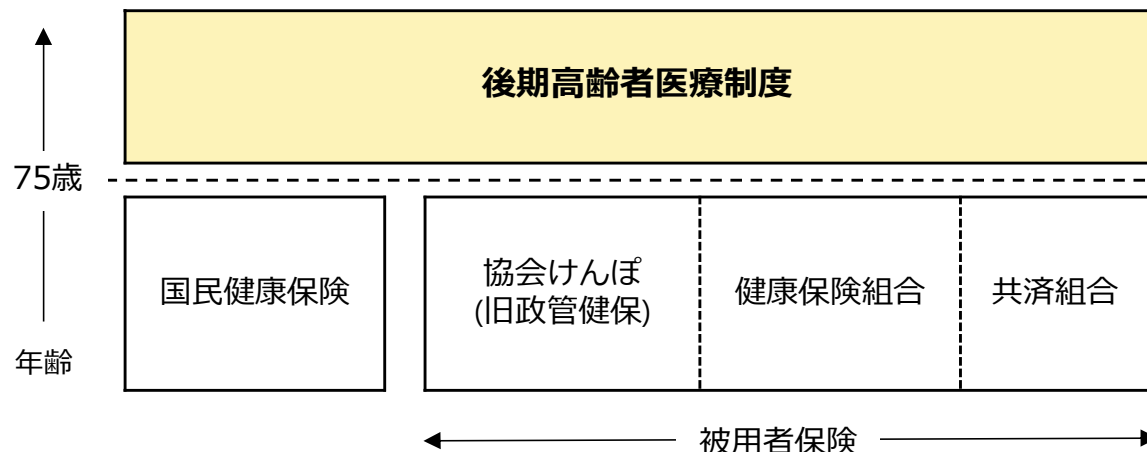 後期高齢者医療制度
75歳
国民健康保険
協会けんぽ
(旧政管健保)
健康保険組合
共済組合
年齢
被用者保険